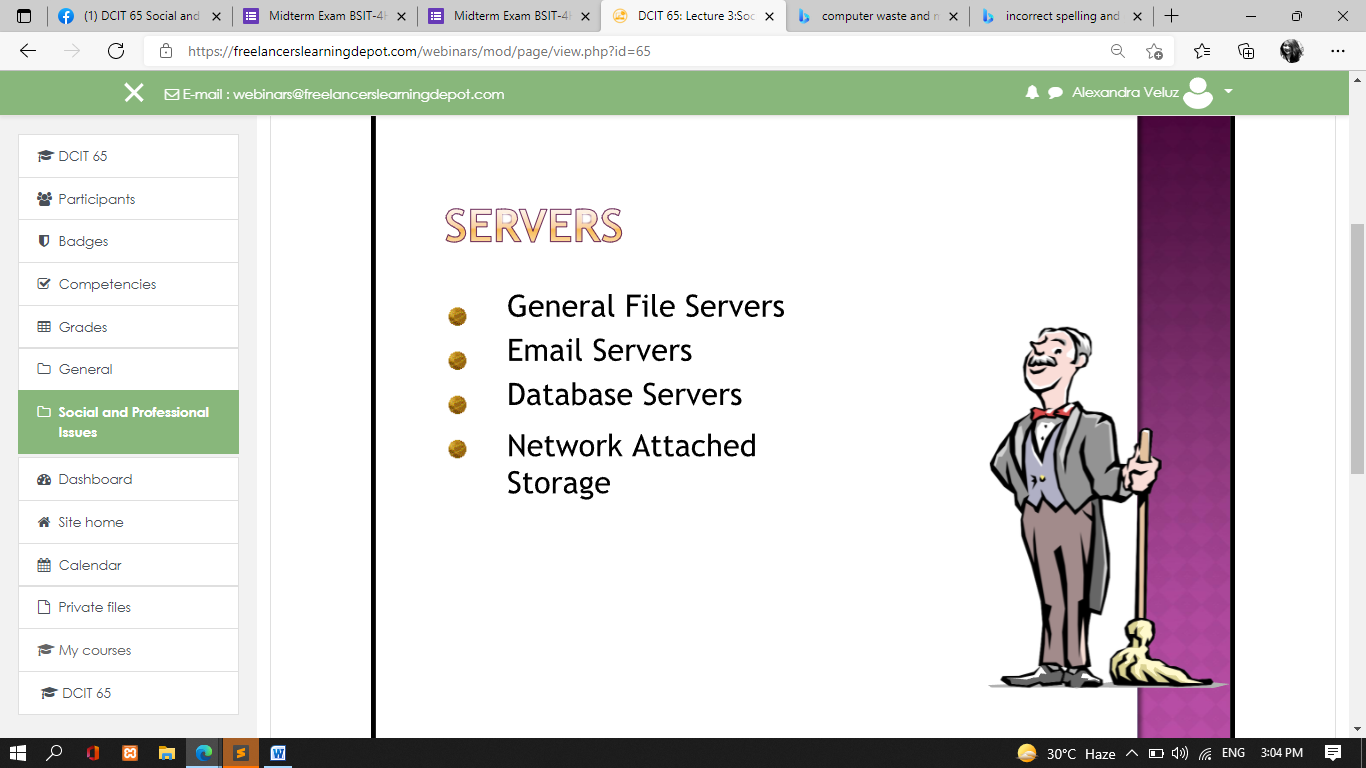 (1) DCIT 65 Social and
Midterm Exam BSIT-4
Midterm Exam BSIT-4
DCIT 65: Lecture 3:Soc
computer waste and
incorrect spelling and
https://freelancerslearningdepot.com/webinars/mod/page/view.php?id=65
E-mail : webinars@freelancerslearningdepot.com
Alexandra Veluz
DCIT 65
Participants
Badges
Competencies
Grades
General
Social and Professional
Issues
Dashboard
Site home
Calendar
Private files
My courses
DCIT 65
SERVERS
General File Servers
Email Servers
Database Servers
Network Attached
Storage
30°C Haze
ENG
3:04 PM